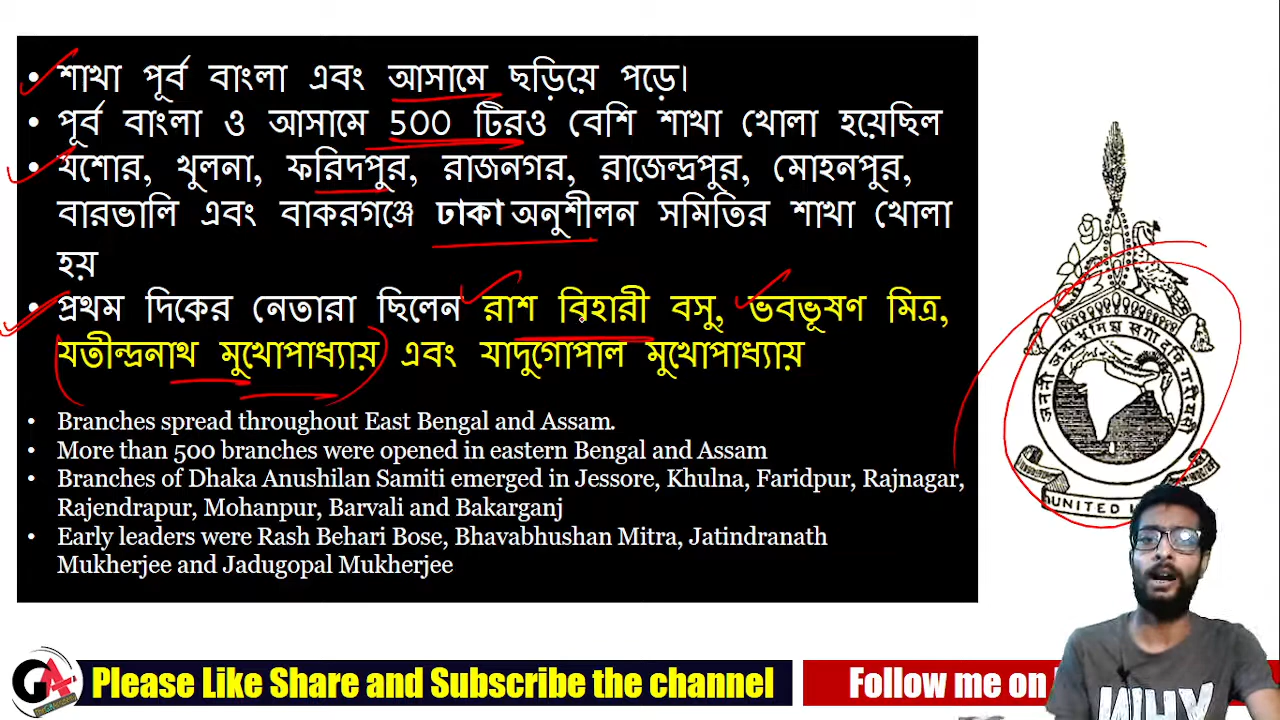 • শাখা পূর্ব বাংলা এবং আসামে ছড়িয়ে পড়ে।
• পূর্ব বাংলা ও আসামে 500 টিরও বেশি শাখা খোলা হয়েছিল
• যশোর, খুলনা, ফরিদপুর, রাজনগর, রাজেন্দ্রপুর, মোহনপুর,
বারভালি এবং বাকরগঞ্জে ঢাকা অনুশীলন সমিতির শাখা খোলা
হয়
• প্রথম দিকের নেতারা ছিলেন রাশ বিহারী বসু, ভবভূষণ মিত্র,
যতীন্দ্রনাথ মুখোপাধ্যায় এবং যাদুগোপাল মুখোপাধ্যায়
• Branches spread throughout East Bengal and Assam.
• More than 500 branches were opened in eastern Bengal and Assam
• Branches of Dhaka Anushilan Samiti emerged in Jessore, Khulna, Faridpur, Rajnagar,
Rajendrapur, Mohanpur, Barvali and Bakarganj
• Early leaders were Rash Behari Bose, Bhavabhushan Mitra, Jatindranath
Mukherjee and Jadugopal Mukherjee
UNITED
WHY
GA
Please Like Share and Subscribe the channel
Follow me on